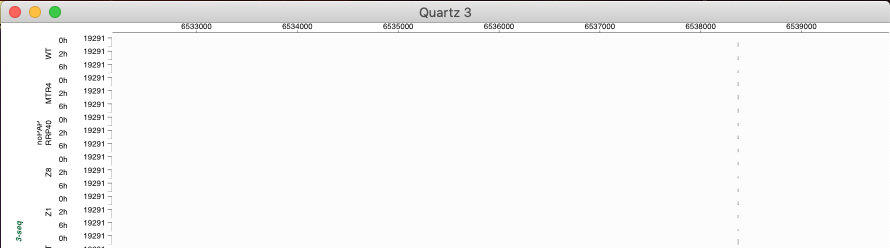 Quartz 3
6533000 6534000 6535000 6536000 6537000 6538000 6539000
WT
0h 19291
2h 19291
6h 19291
MTR4
0h 19291
2h 19291
6h 19291
RRP40
0h 19291
2h 19291
6h 19291
Z8
0h 19291
2h 19291
6h 19291
Z1
0h 19291
2h 19291
6h 19291
0h 19291
3-seq